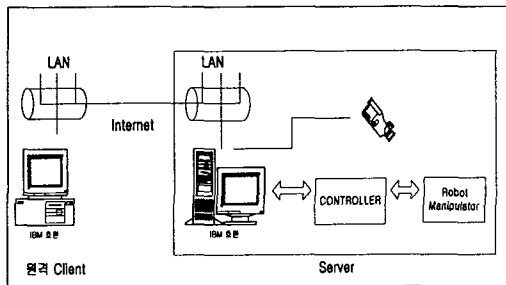 LAN
LAN
Internet
CONTROLLER
Robot
Manipulator
IBM 호환
IBM 호환
원격 Client
Server